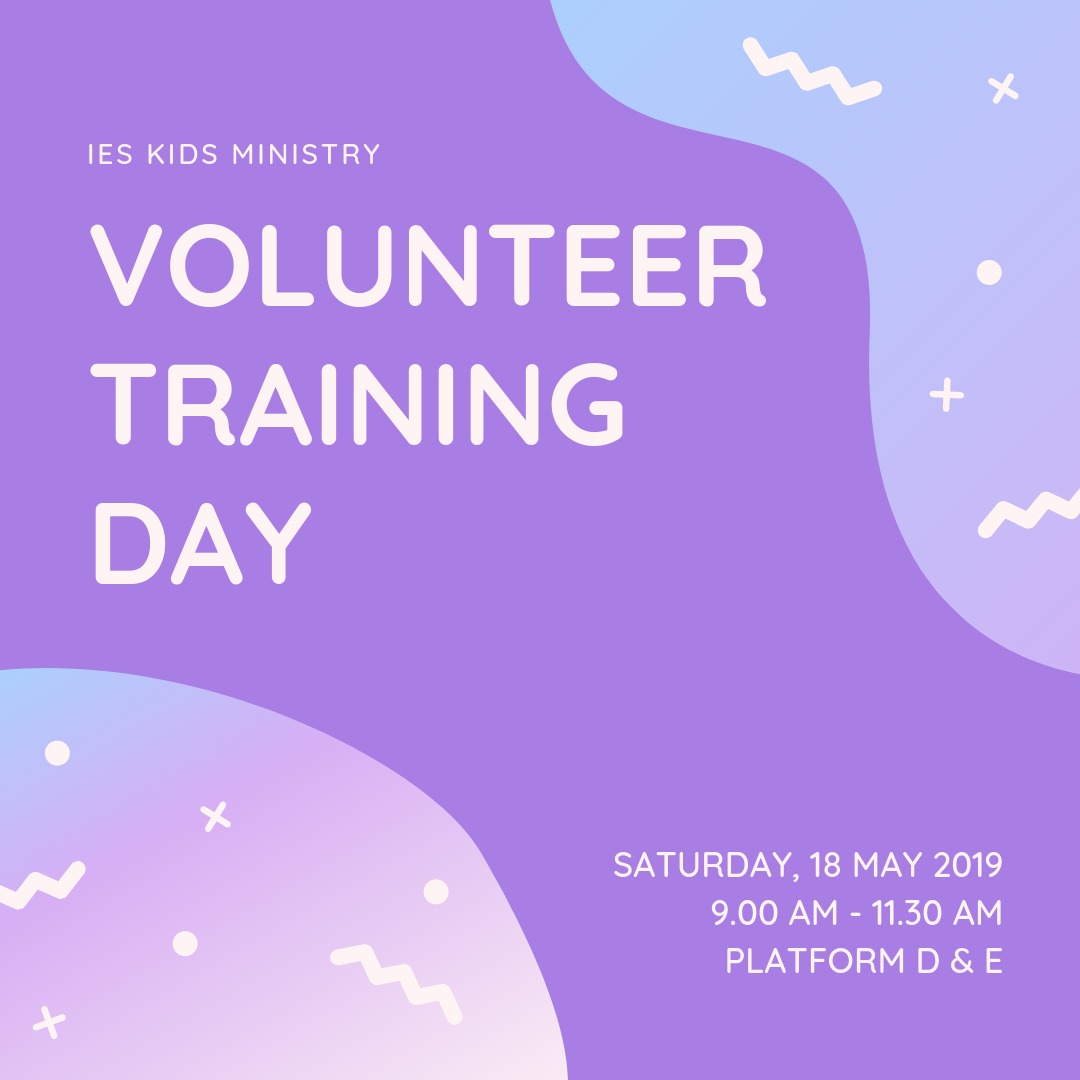 IES KIDS MINISTRY
VOLUNTEER
TRAINING
DAY
SATURDAY, 18 MAY 2019
9.00 AM - 11.30 AM
PLATFORM D & E